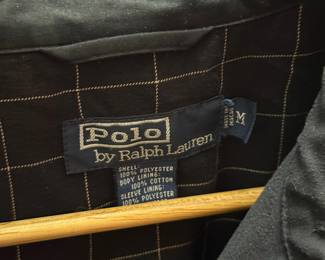 Polo
by Ralph Lauren
M
SHELL:
100% POLYESTER
BODY LINING:
100% COTTON
SLEEVE LINING:
100% POLYESTER